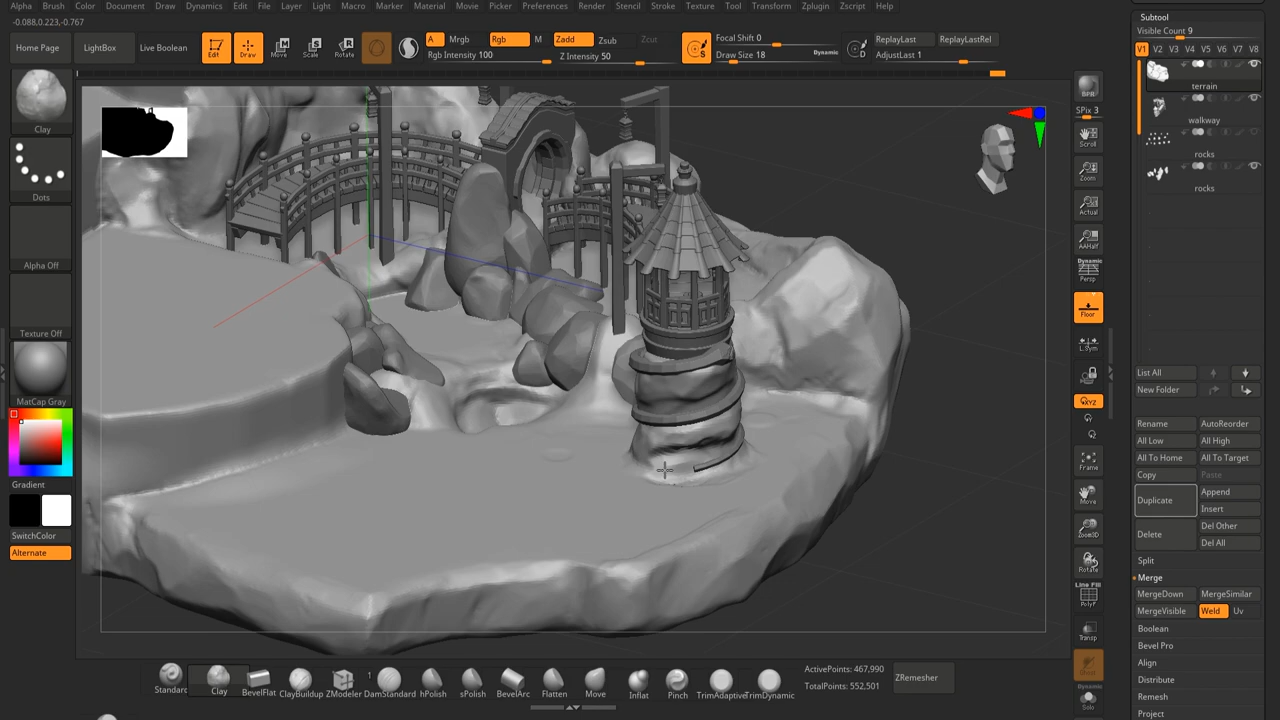 Alpha Brush Color Document Draw Dynamics Edit File Layer Light Macro Marker Material Movie Picker Preferences Render Stencil Stroke Texture Tool Transform Zplugin Zscript Help
-0.088,0.223,-0.767
Home Page LightBox Live Boolean Edit Draw Move Scale Rotate A Mrgb Rgb M Zadd Zsub Zcut Focal Shift 0 ReplayLast ReplayLastRel
Rgb Intensity 100 Z Intensity 50 Draw Size 18 Dynamic AdjustLast 1
S D
Clay
Dots
Alpha Off
Texture Off
MatCap Gray
Gradient
SwitchColor
Alternate
BPR
SPix 3
Scroll
Zoom
Actual
AAHalf
Dynamic
Persp
Floor
L.Sym
XYZ
Frame
Move
Zoom3D
Rotate
Line Fill
PolyF
Transp
Ghost
Dynamic
Solo
Subtool
Visible Count 9
V1 V2 V3 V4 V5 V6 V7 V8
terrain
walkway
rocks
rocks
List All
New Folder
Rename AutoReorder
All Low All High
All To Home All To Target
Copy Paste
Duplicate Append
Insert
Delete Del Other
Del All
Split
Merge
MergeDown MergeSimilar
MergeVisible Weld Uv
Boolean
Bevel Pro
Align
Distribute
Remesh
Project
Standard Clay BevelFlat ClayBuildup ZModeler 1 DamStandard hPolish sPolish BevelArc Flatten Move Inflat Pinch TrimAdaptive TrimDynamic
ActivePoints: 467,990
TotalPoints: 552,501
ZRemesher